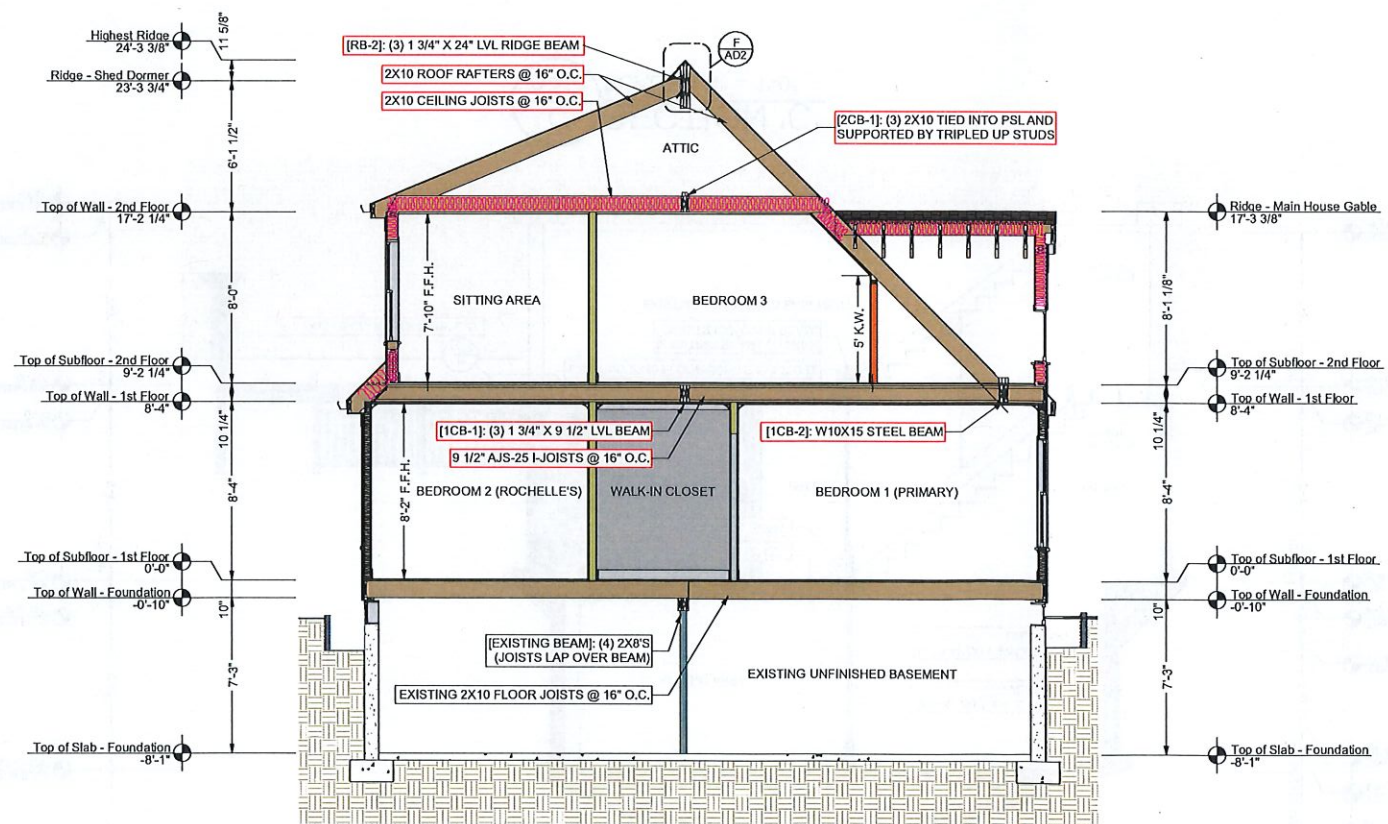 Highest Ridge
24'-3 3/8"
11 5/8"
Ridge - Shed Dormer
23'-3 3/4"
6'-1 1/2"
Top of Wall - 2nd Floor
17'-2 1/4"
8'-0"
Top of Subfloor - 2nd Floor
9'-2 1/4"
Top of Wall - 1st Floor
8'-4"
10 1/4"
8'-4"
Top of Subfloor - 1st Floor
0'-0"
Top of Wall - Foundation
-0'-10"
10"
7'-3"
Top of Slab - Foundation
-8'-1"
[RB-2]: (3) 1 3/4" X 24" LVL RIDGE BEAM
2X10 ROOF RAFTERS @ 16" O.C.
2X10 CEILING JOISTS @ 16" O.C.
F
AD2
[2CB-1]: (3) 2X10 TIED INTO PSL AND
SUPPORTED BY TRIPLED UP STUDS
ATTIC
7'-10" F.F.H.
SITTING AREA
BEDROOM 3
5' K.W.
[1CB-1]: (3) 1 3/4" X 9 1/2" LVL BEAM
9 1/2" AJS-25 I-JOISTS @ 16" O.C.
[1CB-2]: W10X15 STEEL BEAM
8'-2" F.F.H.
BEDROOM 2 (ROCHELLE'S)
WALK-IN CLOSET
BEDROOM 1 (PRIMARY)
[EXISTING BEAM]: (4) 2X8'S
(JOISTS LAP OVER BEAM)
EXISTING 2X10 FLOOR JOISTS @ 16" O.C.
EXISTING UNFINISHED BASEMENT
Ridge - Main House Gable
17'-3 3/8"
8'-1 1/8"
Top of Subfloor - 2nd Floor
9'-2 1/4"
Top of Wall - 1st Floor
8'-4"
10 1/4"
8'-4"
Top of Subfloor - 1st Floor
0'-0"
Top of Wall - Foundation
-0'-10"
10"
7'-3"
Top of Slab - Foundation
-8'-1"